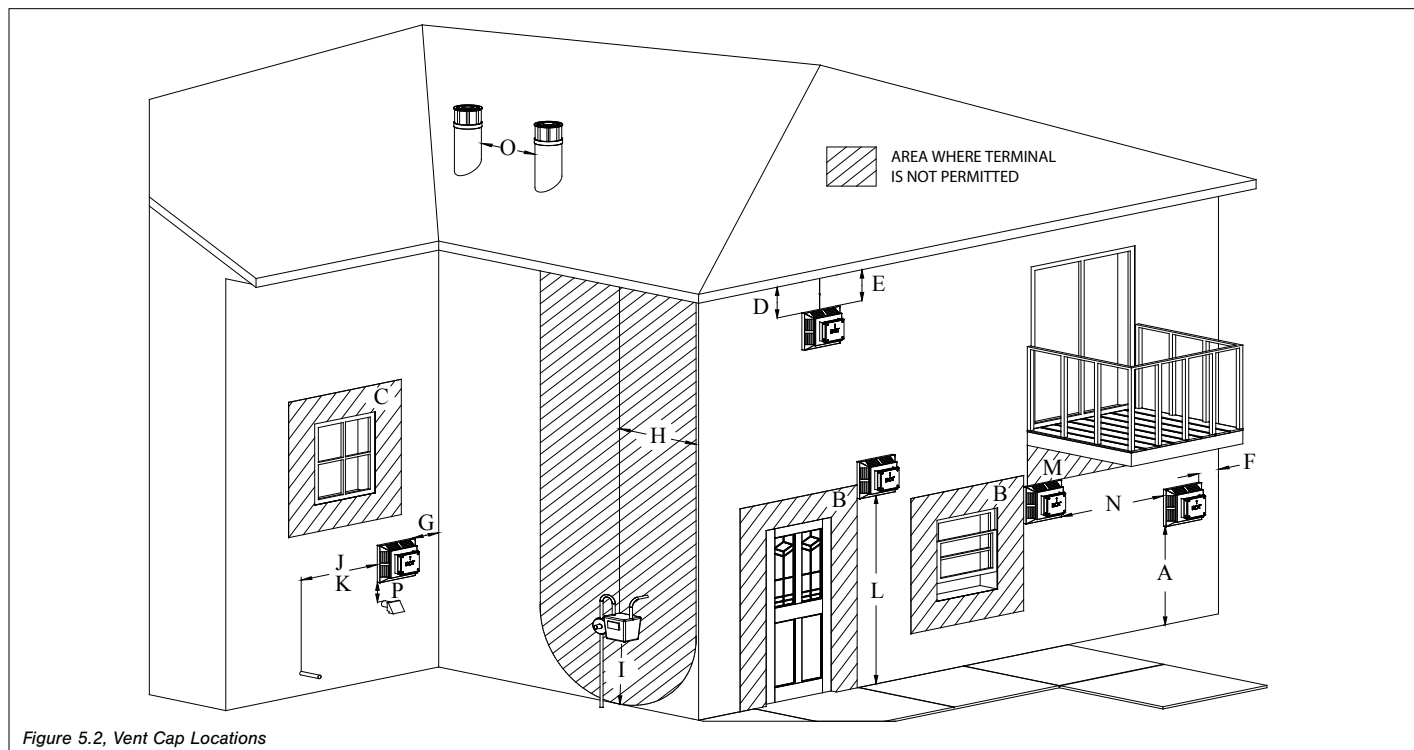 O
AREA WHERE TERMINAL
IS NOT PERMITTED
D
E
C
H
F
M
B
B
N
G
J
K
P
L
A
I
Figure 5.2, Vent Cap Locations